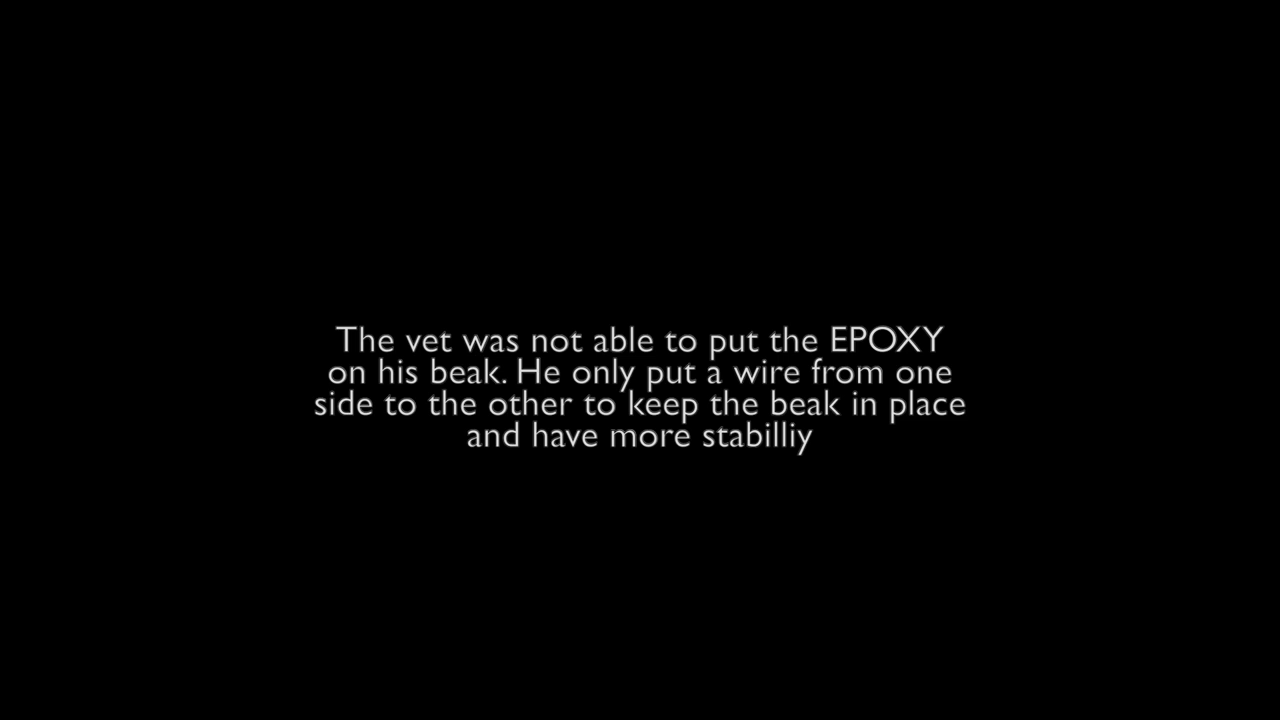 The vet was not able to put the EPOXY
on his beak. He only put a wire from one
side to the other to keep the beak in place
and have more stabilliy